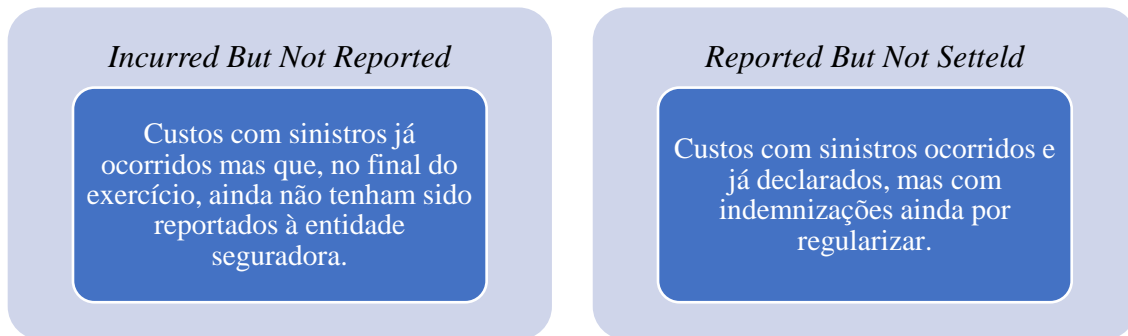 Incurred But Not Reported
Custos com sinistros já
ocorridos mas que, no final do
exercício, ainda não tenham sido
reportados à entidade
seguradora.
Reported But Not Setteld
Custos com sinistros ocorridos e
já declarados, mas com
indemnizações ainda por
regularizar.